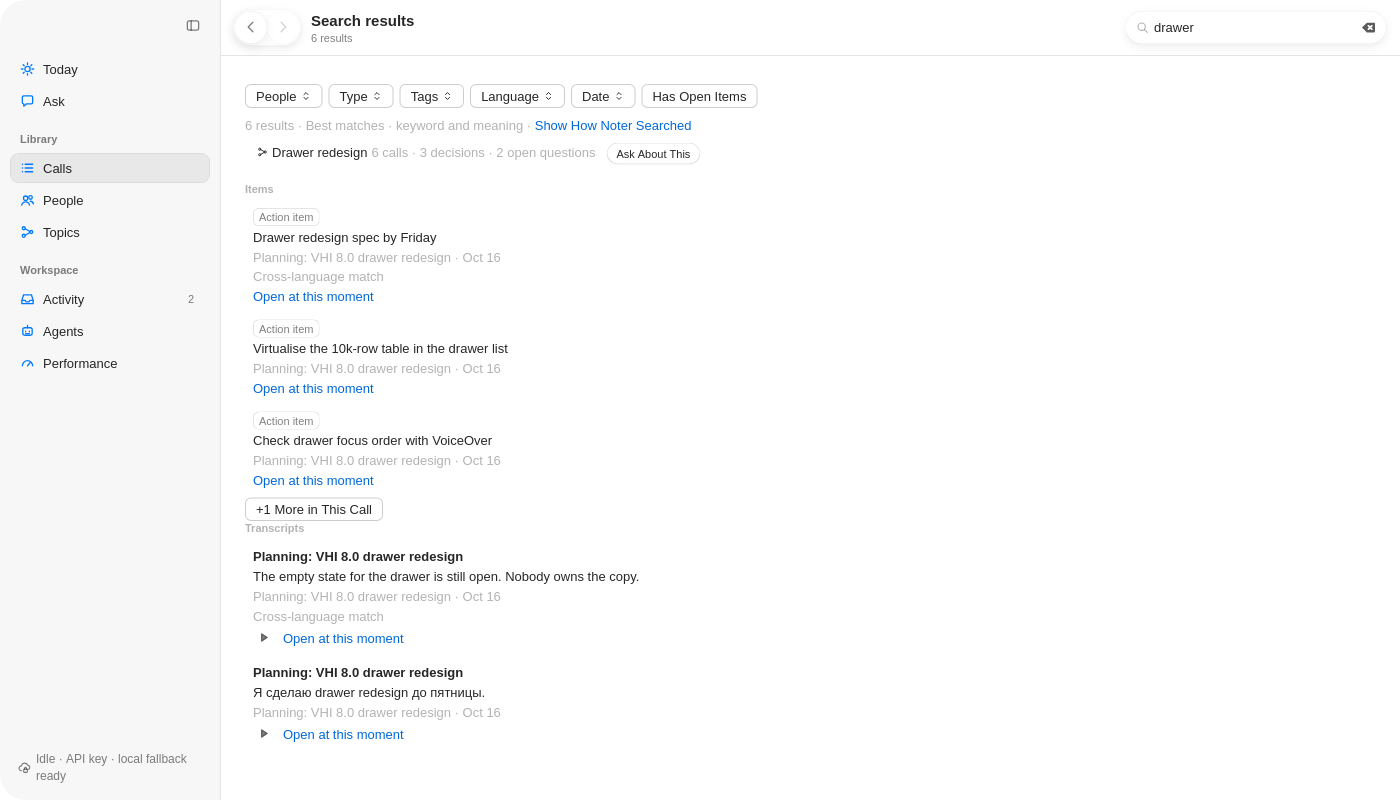 Search results
6 results
drawer
Today
Ask
Library
Calls
People
Topics
Workspace
Activity 2
Agents
Performance
Idle · API key · local fallback
ready
People Type Tags Language Date Has Open Items
6 results · Best matches · keyword and meaning · Show How Noter Searched
Drawer redesign 6 calls · 3 decisions · 2 open questions Ask About This
Items
Action item
Drawer redesign spec by Friday
Planning: VHI 8.0 drawer redesign · Oct 16
Cross-language match
Open at this moment
Action item
Virtualise the 10k-row table in the drawer list
Planning: VHI 8.0 drawer redesign · Oct 16
Open at this moment
Action item
Check drawer focus order with VoiceOver
Planning: VHI 8.0 drawer redesign · Oct 16
Open at this moment
+1 More in This Call
Transcripts
Planning: VHI 8.0 drawer redesign
The empty state for the drawer is still open. Nobody owns the copy.
Planning: VHI 8.0 drawer redesign · Oct 16
Cross-language match
Open at this moment
Planning: VHI 8.0 drawer redesign
Я сделаю drawer redesign до пятницы.
Planning: VHI 8.0 drawer redesign · Oct 16
Open at this moment